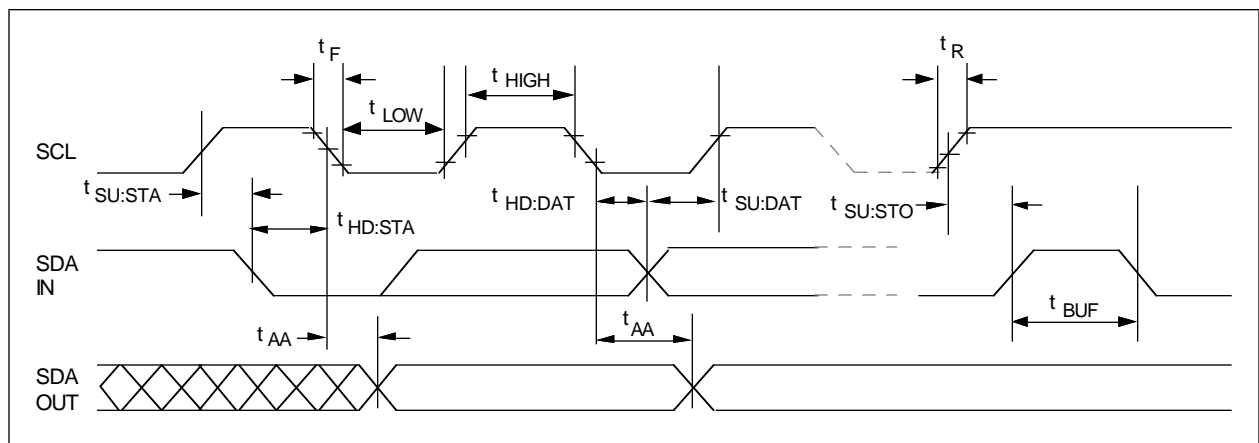 t F
t R
t HIGH
t LOW
SCL
t SU:STA
t HD:DAT
t SU:DAT
t SU:STO
t HD:STA
SDA
IN
t BUF
t AA
t AA
SDA
OUT